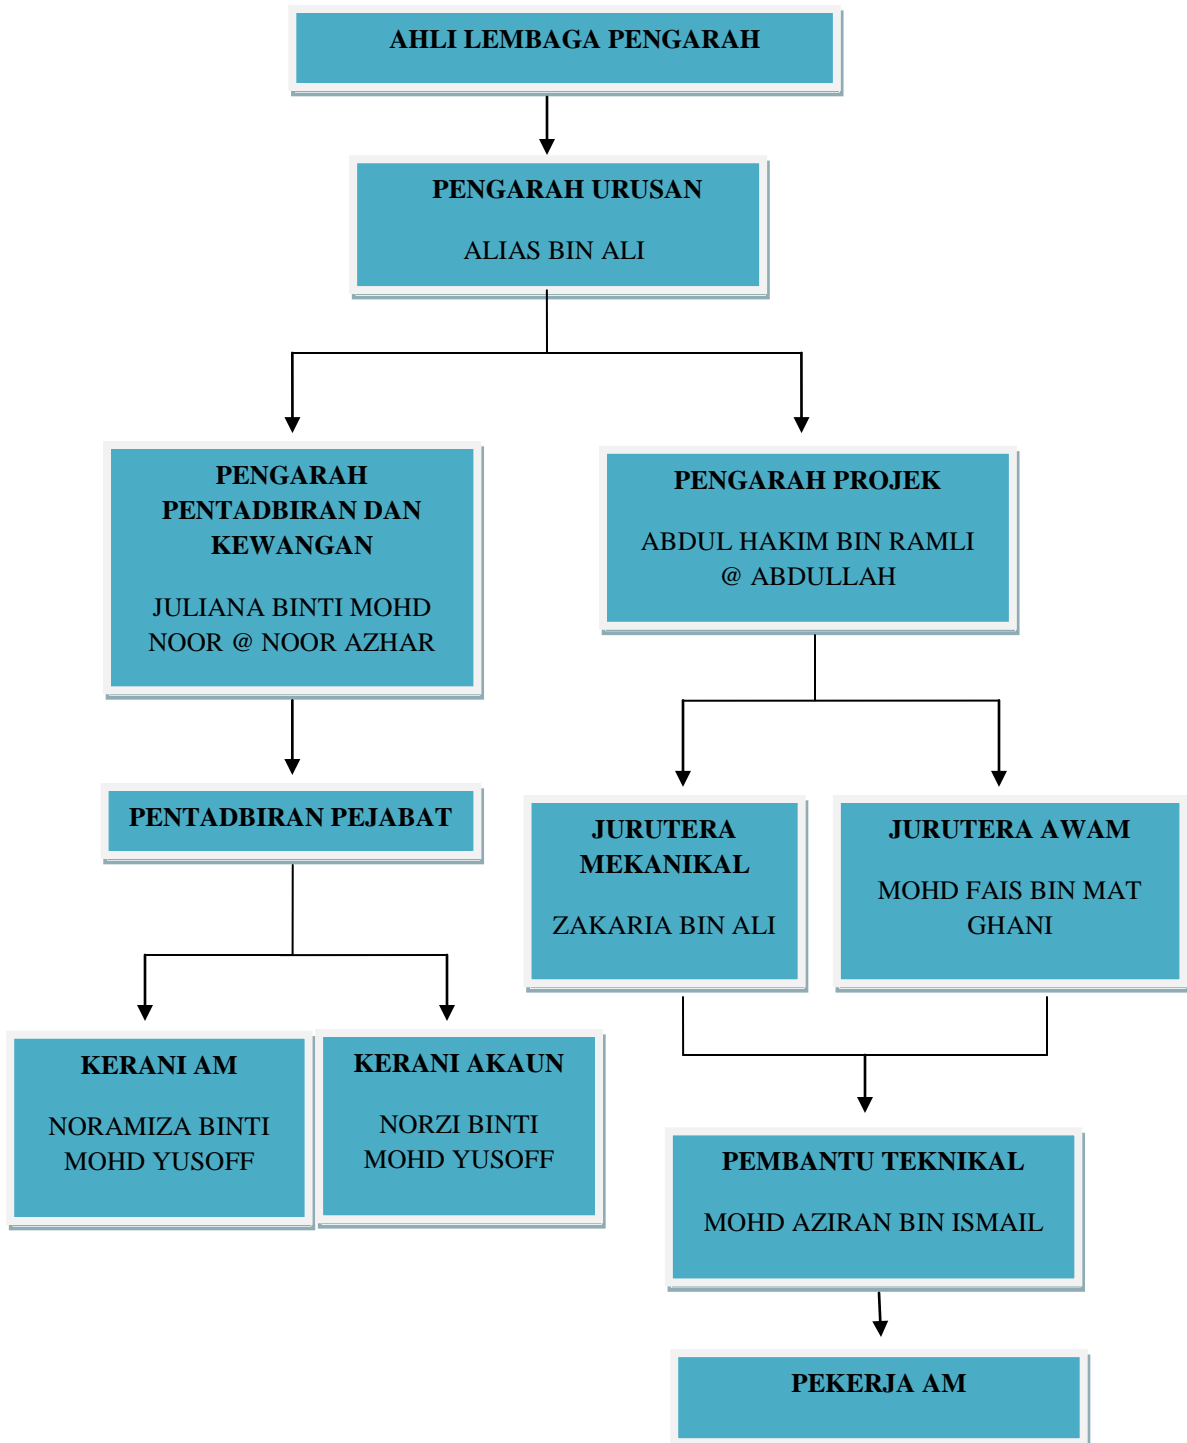 AHLI LEMBAGA PENGARAH
PENGARAH URUSAN
ALIAS BIN ALI
PENGARAH
PENTADBIRAN DAN
KEWANGAN
JULIANA BINTI MOHD
NOOR @ NOOR AZHAR
PENGARAH PROJEK
ABDUL HAKIM BIN RAMLI
@ ABDULLAH
PENTADBIRAN PEJABAT
JURUTERA
MEKANIKAL
ZAKARIA BIN ALI
JURUTERA AWAM
MOHD FAIS BIN MAT
GHANI
KERANI AM
NORAMIZA BINTI
MOHD YUSOFF
KERANI AKAUN
NORZI BINTI
MOHD YUSOFF
PEMBANTU TEKNIKAL
MOHD AZIRAN BIN ISMAIL
PEKERJA AM